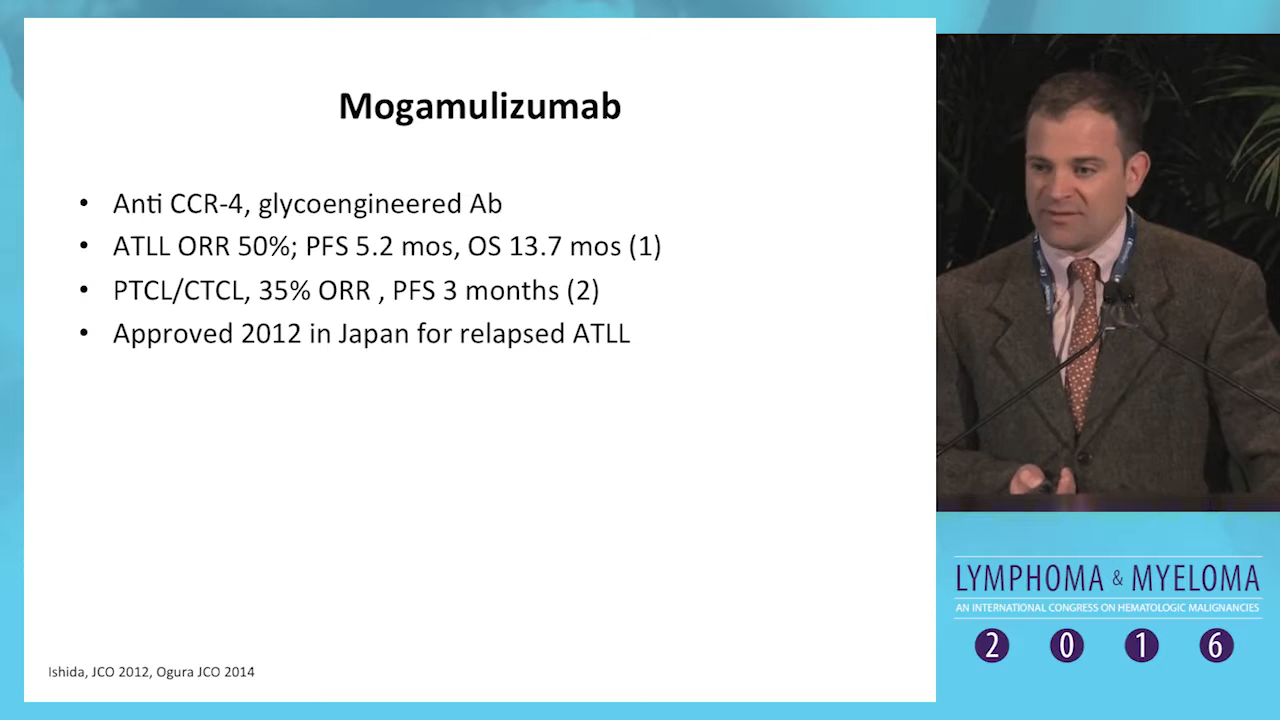 Mogamulizumab
• Anti CCR-4, glycoengineered Ab
• ATLL ORR 50%; PFS 5.2 mos, OS 13.7 mos (1)
• PTCL/CTCL, 35% ORR , PFS 3 months (2)
• Approved 2012 in Japan for relapsed ATLL
Ishida, JCO 2012, Ogura JCO 2014
LYMPHOMA & MYELOMA
AN INTERNATIONAL CONGRESS ON HEMATOLOGIC MALIGNANCIES
2 0 1 6